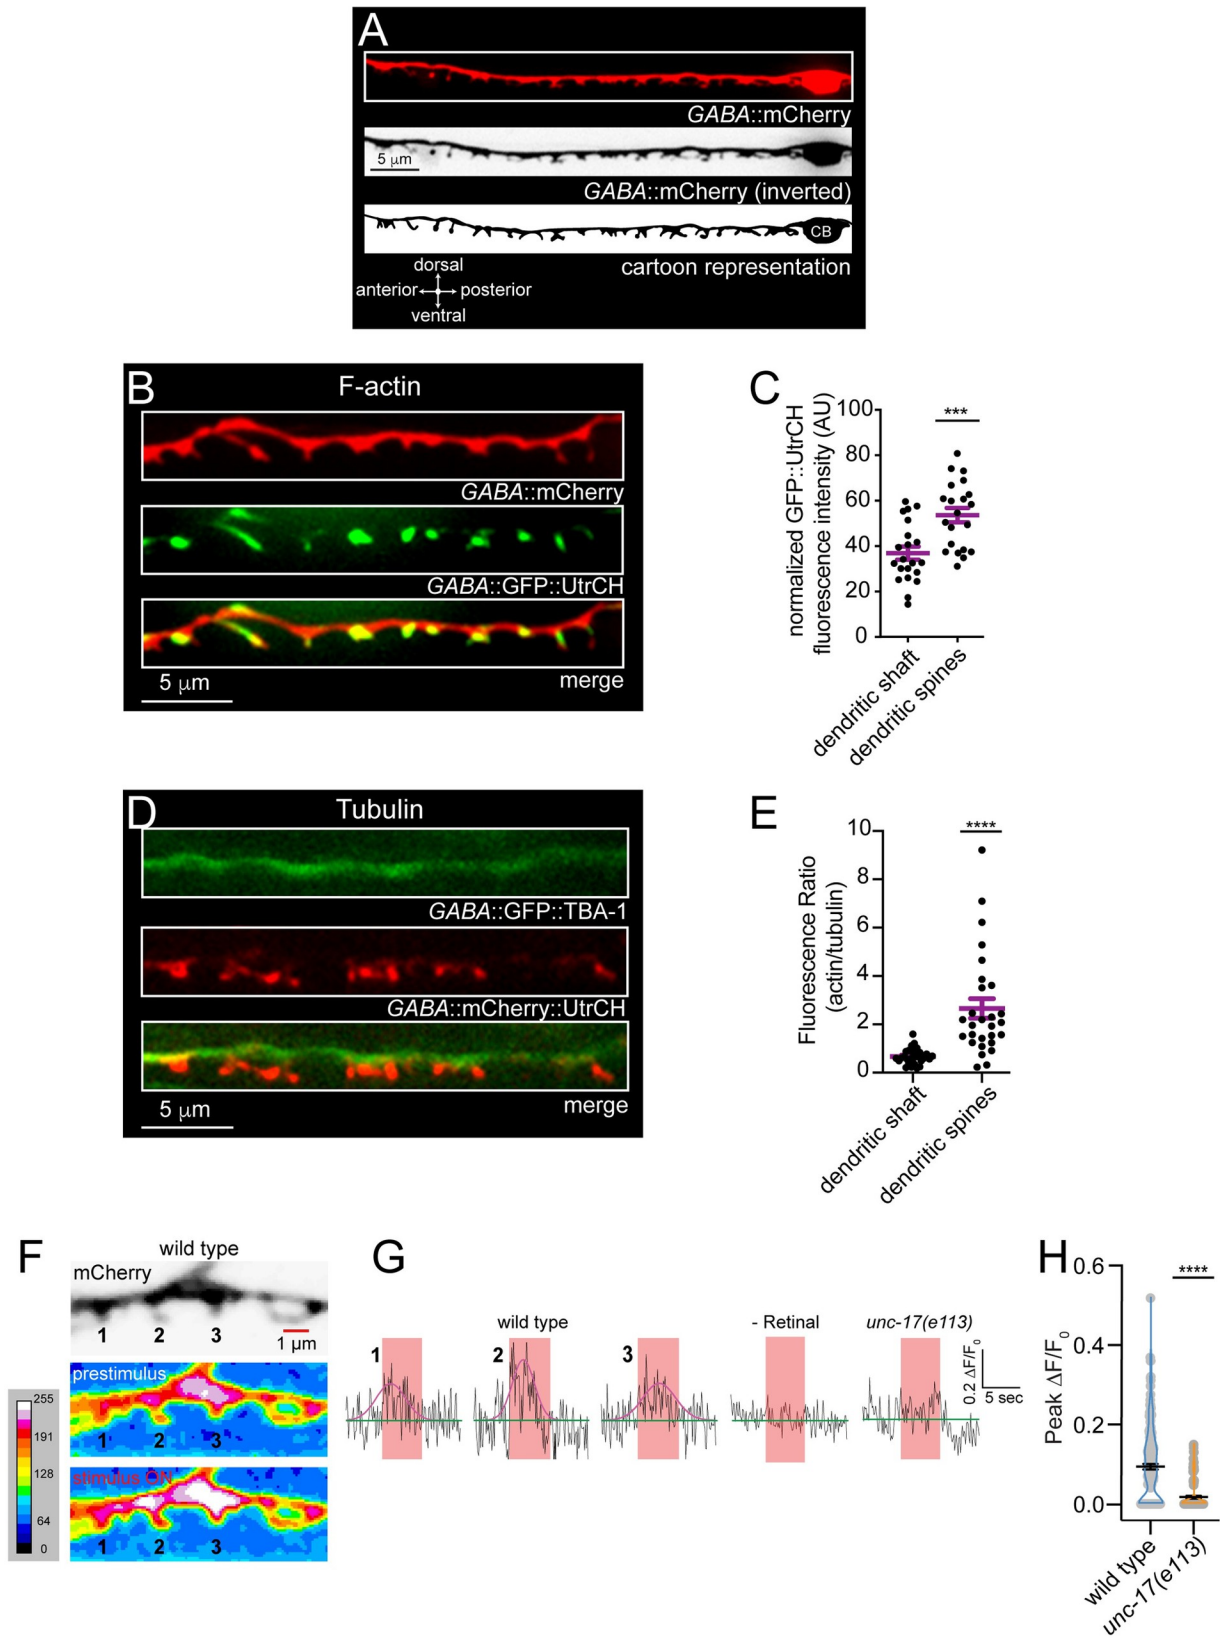 A
GABA::mCherry
5 μm
GABA::mCherry (inverted)
CB
cartoon representation
dorsal
anterior
posterior
ventral
B
F-actin
GABA::mCherry
GABA::GFP::UtrCH
merge
5 μm
C
normalized GFP::UtrCH
fluorescence intensity (AU)
100
80
60
40
20
0
***
dendritic shaft
dendritic spines
D
Tubulin
GABA::GFP::TBA-1
GABA::mCherry::UtrCH
merge
5 μm
E
Fluorescence Ratio
(actin/tubulin)
10
8
6
4
2
0
****
dendritic shaft
dendritic spines
F
wild type
mCherry
1 2 3
1 μm
prestimulus
1 2 3
stimulus ON
1 2 3
255
191
128
64
0
G
wild type
- Retinal
unc-17(e113)
1
2
3
0.2 ΔF/F0
5 sec
H
Peak ΔF/F0
0.6
0.4
0.2
0.0
****
wild type
unc-17(e113)